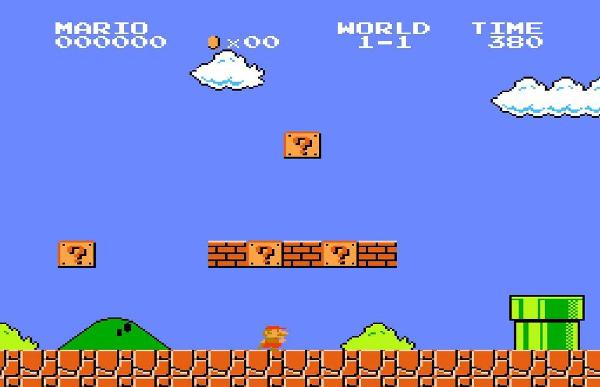 MARIO WORLD TIME
000000 ×00 1-1 380
?
? ? ?